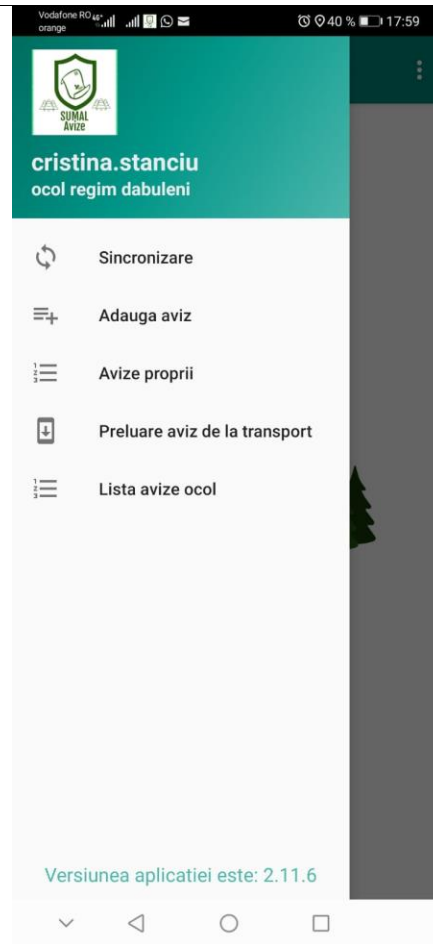 Vodafone RO
orange
40 % 17:59
SUMAL
Avize
cristina.stanciu
ocol regim dabuleni
Sincronizare
Adauga aviz
Avize proprii
Preluare aviz de la transport
Lista avize ocol
Versiunea aplicatiei este: 2.11.6